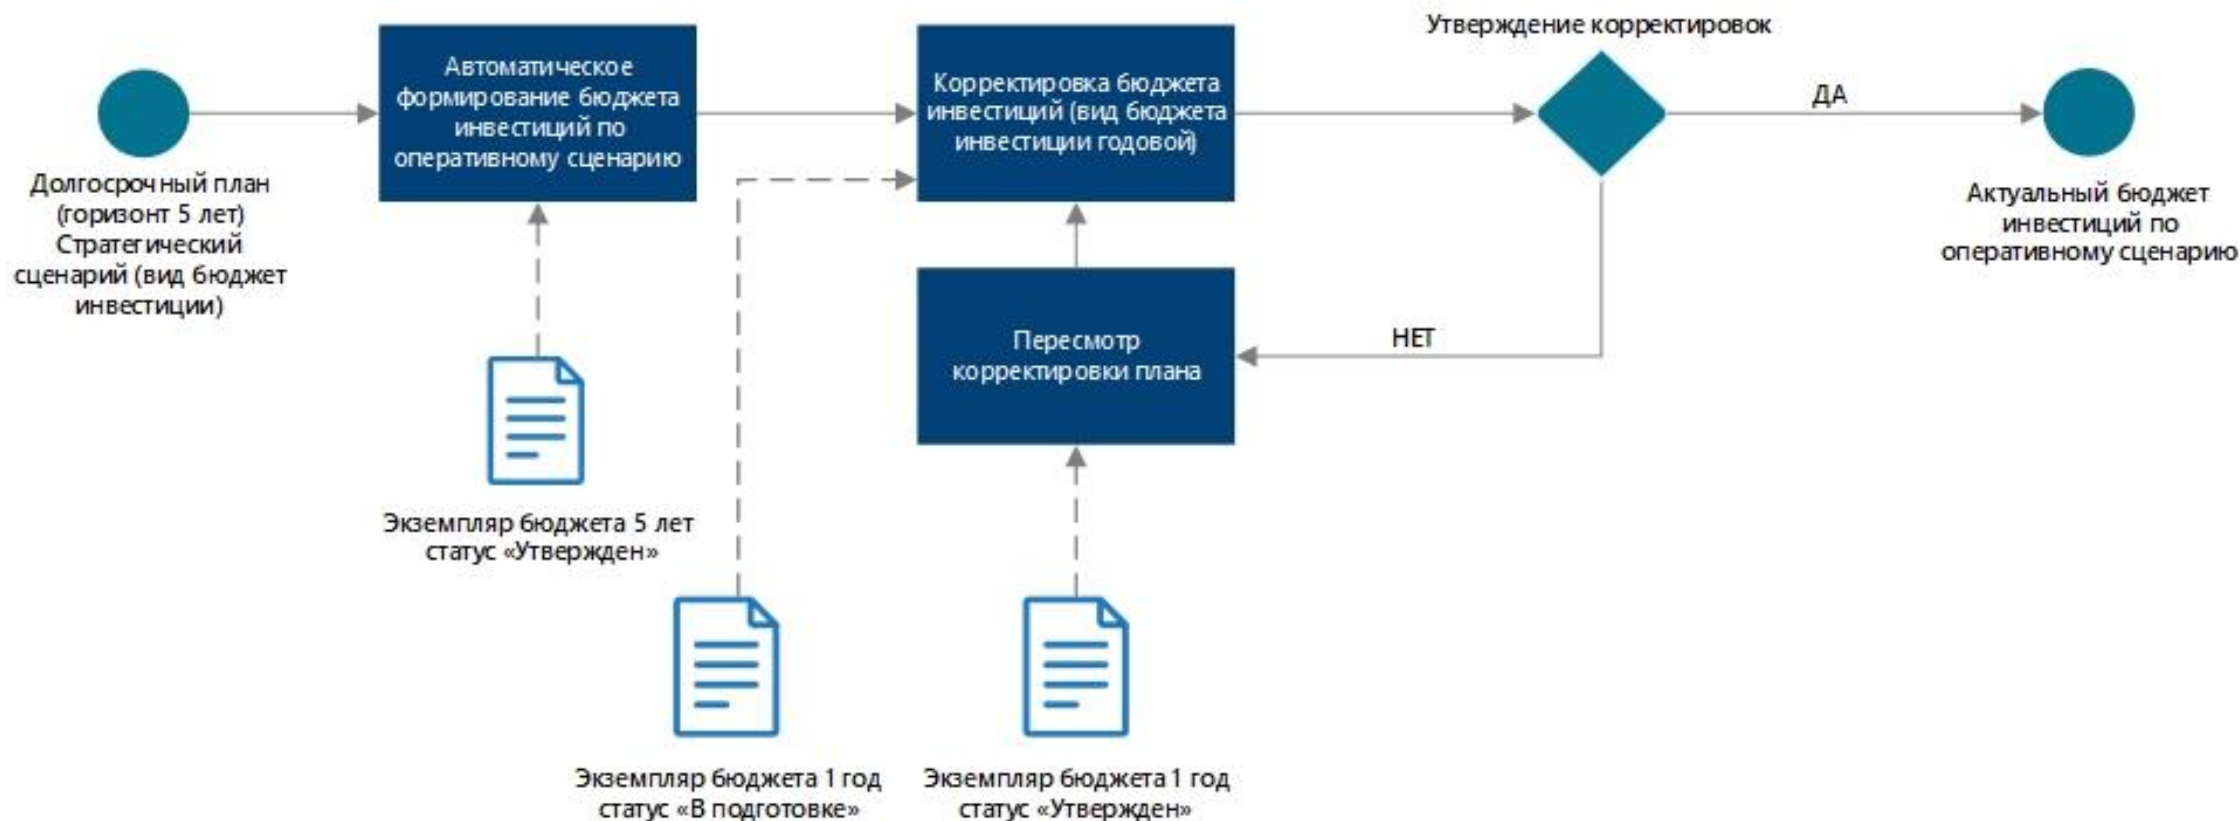 Утверждение корректировок
Автоматическое
формирование бюджета
инвестиций по
оперативному сценарию
Корректировка бюджета
инвестиций (вид бюджета
инвестиции годовой)
ДА
Долгосрочный план
(горизонт 5 лет)
Стратегический
сценарий (вид бюджет
инвестиции)
Актуальный бюджет
инвестиций по
оперативному сценарию
Пересмотр
корректировки плана
НЕТ
Экземпляр бюджета 5 лет
статус «Утвержден»
Экземпляр бюджета 1 год
статус «В подготовке»
Экземпляр бюджета 1 год
статус «Утвержден»